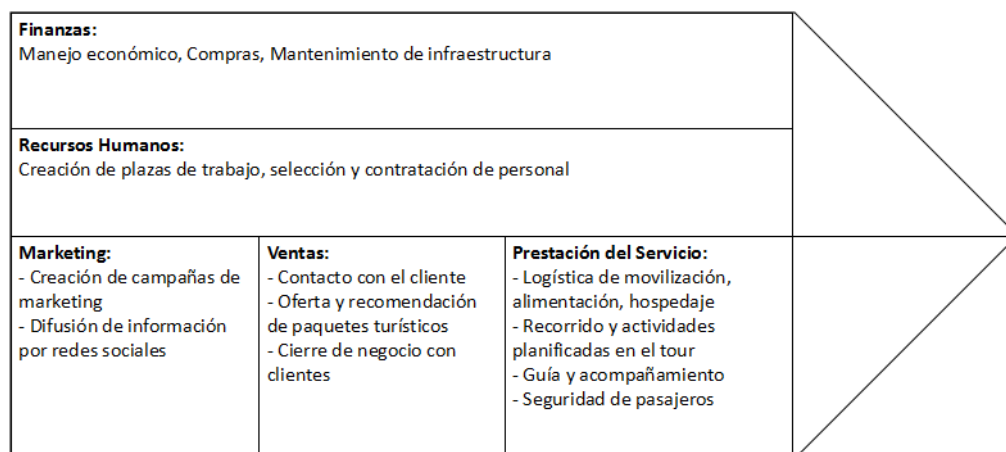 Finanzas:
Manejo económico, Compras, Mantenimiento de infraestructura
Recursos Humanos:
Creación de plazas de trabajo, selección y contratación de personal
Marketing:
- Creación de campañas de
marketing
- Difusión de información
por redes sociales
Ventas:
- Contacto con el cliente
- Oferta y recomendación
de paquetes turísticos
- Cierre de negocio con
clientes
Prestación del Servicio:
- Logística de movilización,
alimentación, hospedaje
- Recorrido y actividades
planificadas en el tour
- Guía y acompañamiento
- Seguridad de pasajeros